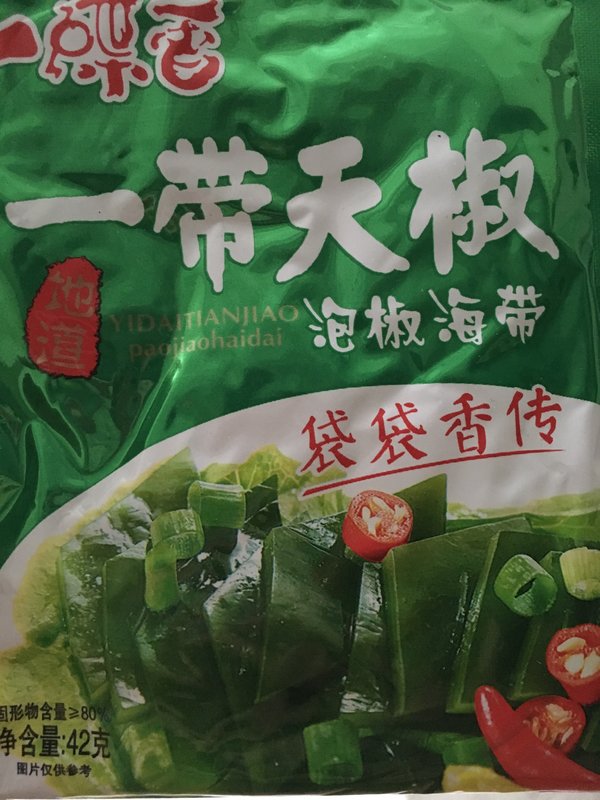 一碟香
一带天椒
地道
YIDAITIANJIAO
paojiaohaidai
泡椒海带
袋袋香传
固形物含量≥80%
净含量:42克
图片仅供参考